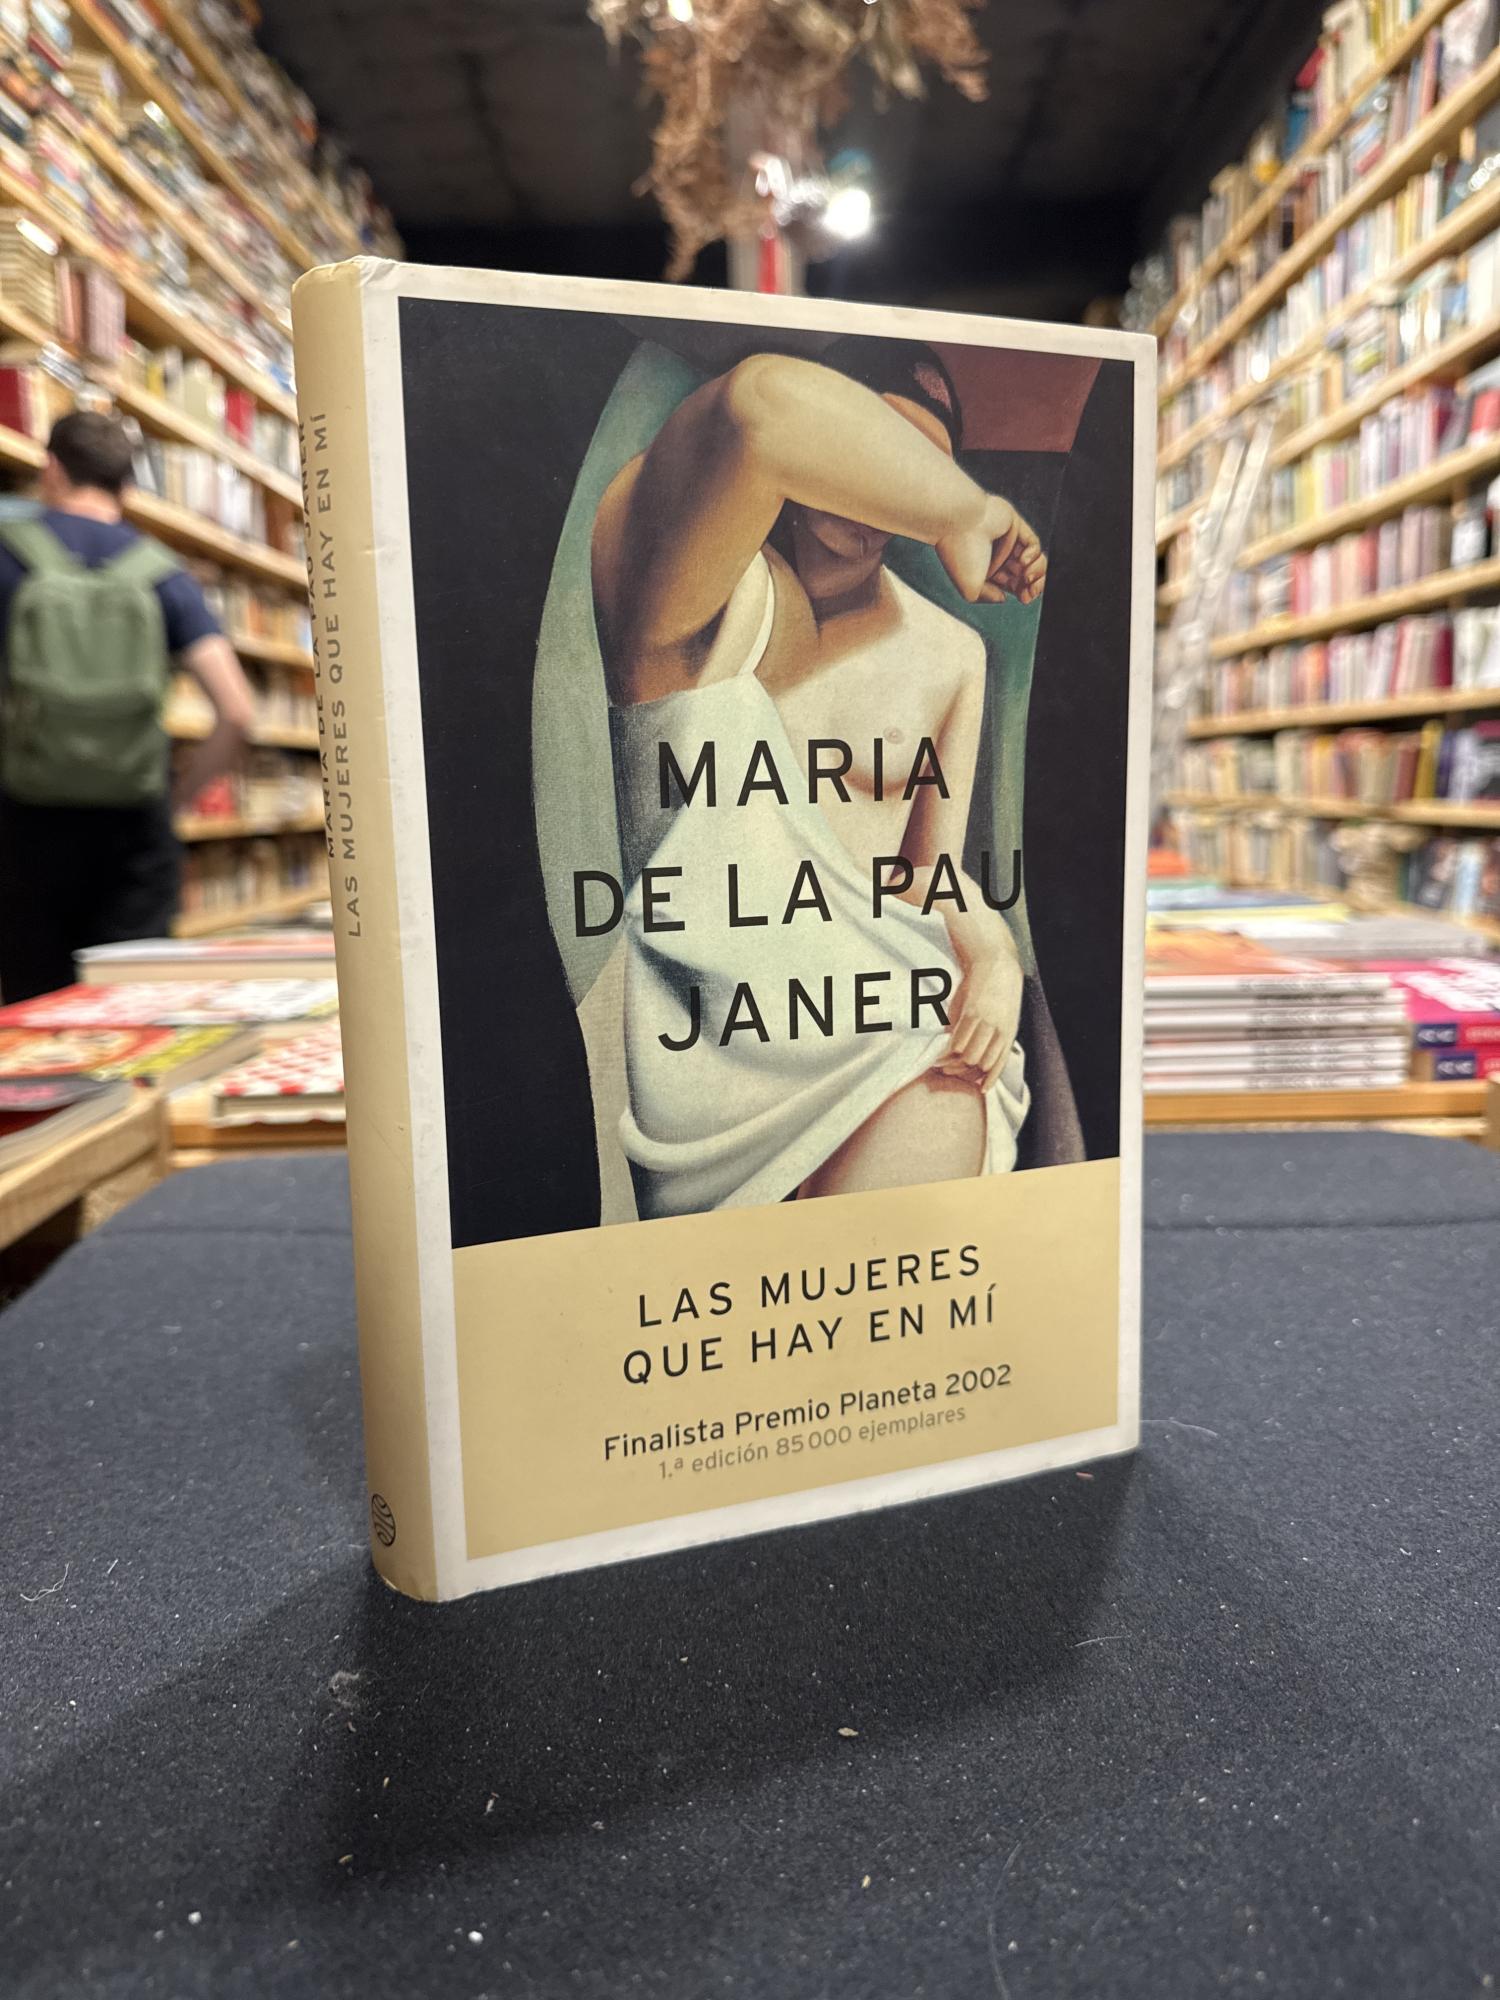 MARIA DE LA PAU JANER
LAS MUJERES QUE HAY EN MÍ
MARIA
DE LA PAU
JANER
LAS MUJERES
QUE HAY EN MÍ
Finalista Premio Planeta 2002
1.ª edición 85 000 ejemplares